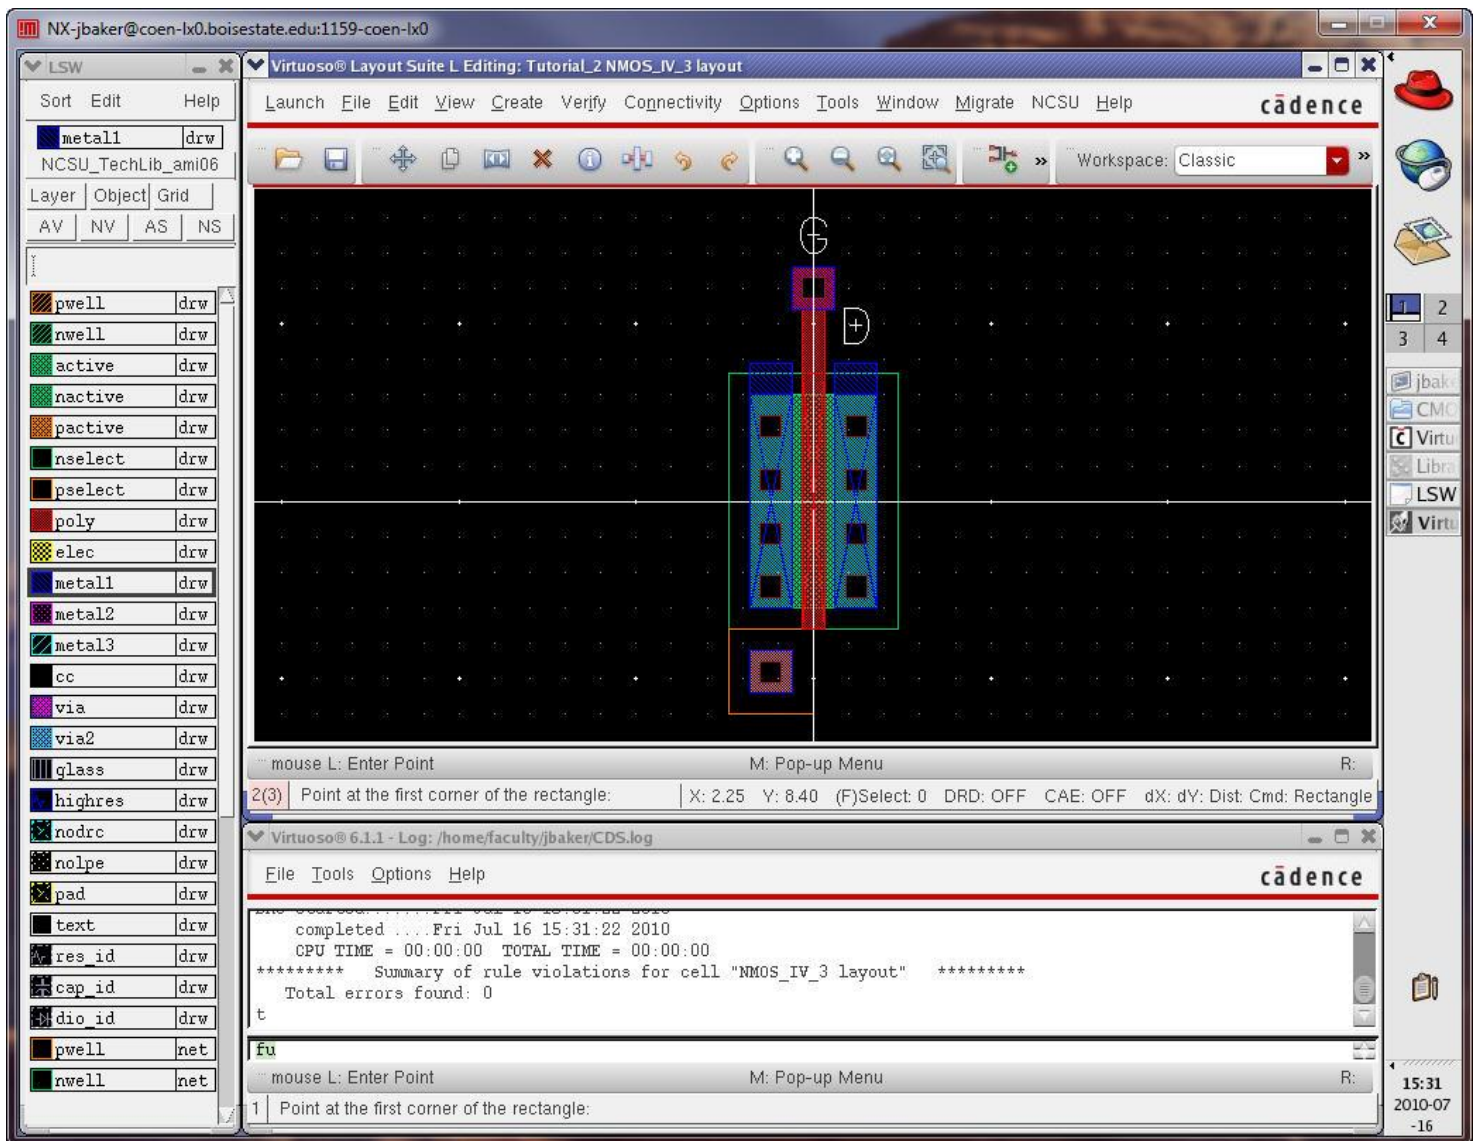 NX-jbaker@coen-lx0.boisestate.edu:1159-coen-lx0
LSW
Sort Edit Help
metal1 drw
NCSU_TechLib_ami06
Layer Object Grid
AV NV AS NS
pwell drw
nwell drw
active drw
nactive drw
pactive drw
nselect drw
pselect drw
poly drw
elec drw
metal1 drw
metal2 drw
metal3 drw
cc drw
via drw
via2 drw
glass drw
highres drw
nodrc drw
nolpe drw
pad drw
text drw
res_id drw
cap_id drw
dio_id drw
pwell net
nwell net
Virtuoso® Layout Suite L Editing: Tutorial_2 NMOS_IV_3 layout
Launch File Edit View Create Verify Connectivity Options Tools Window Migrate NCSU Help cādence
» Workspace: Classic »
G
D
mouse L: Enter Point M: Pop-up Menu R:
2(3) Point at the first corner of the rectangle: X: 2.25 Y: 8.40 (F)Select: 0 DRD: OFF CAE: OFF dX: dY: Dist: Cmd: Rectangle
Virtuoso® 6.1.1 - Log: /home/faculty/jbaker/CDS.log
File Tools Options Help cādence
completed ....Fri Jul 16 15:31:22 2010
CPU TIME = 00:00:00 TOTAL TIME = 00:00:00
********* Summary of rule violations for cell "NMOS_IV_3 layout" *********
Total errors found: 0
t
fu
mouse L: Enter Point M: Pop-up Menu R:
1 Point at the first corner of the rectangle:
1 2
3 4
jbak
CMO
Virtu
Libra
LSW
Virtu
15:31
2010-07
-16